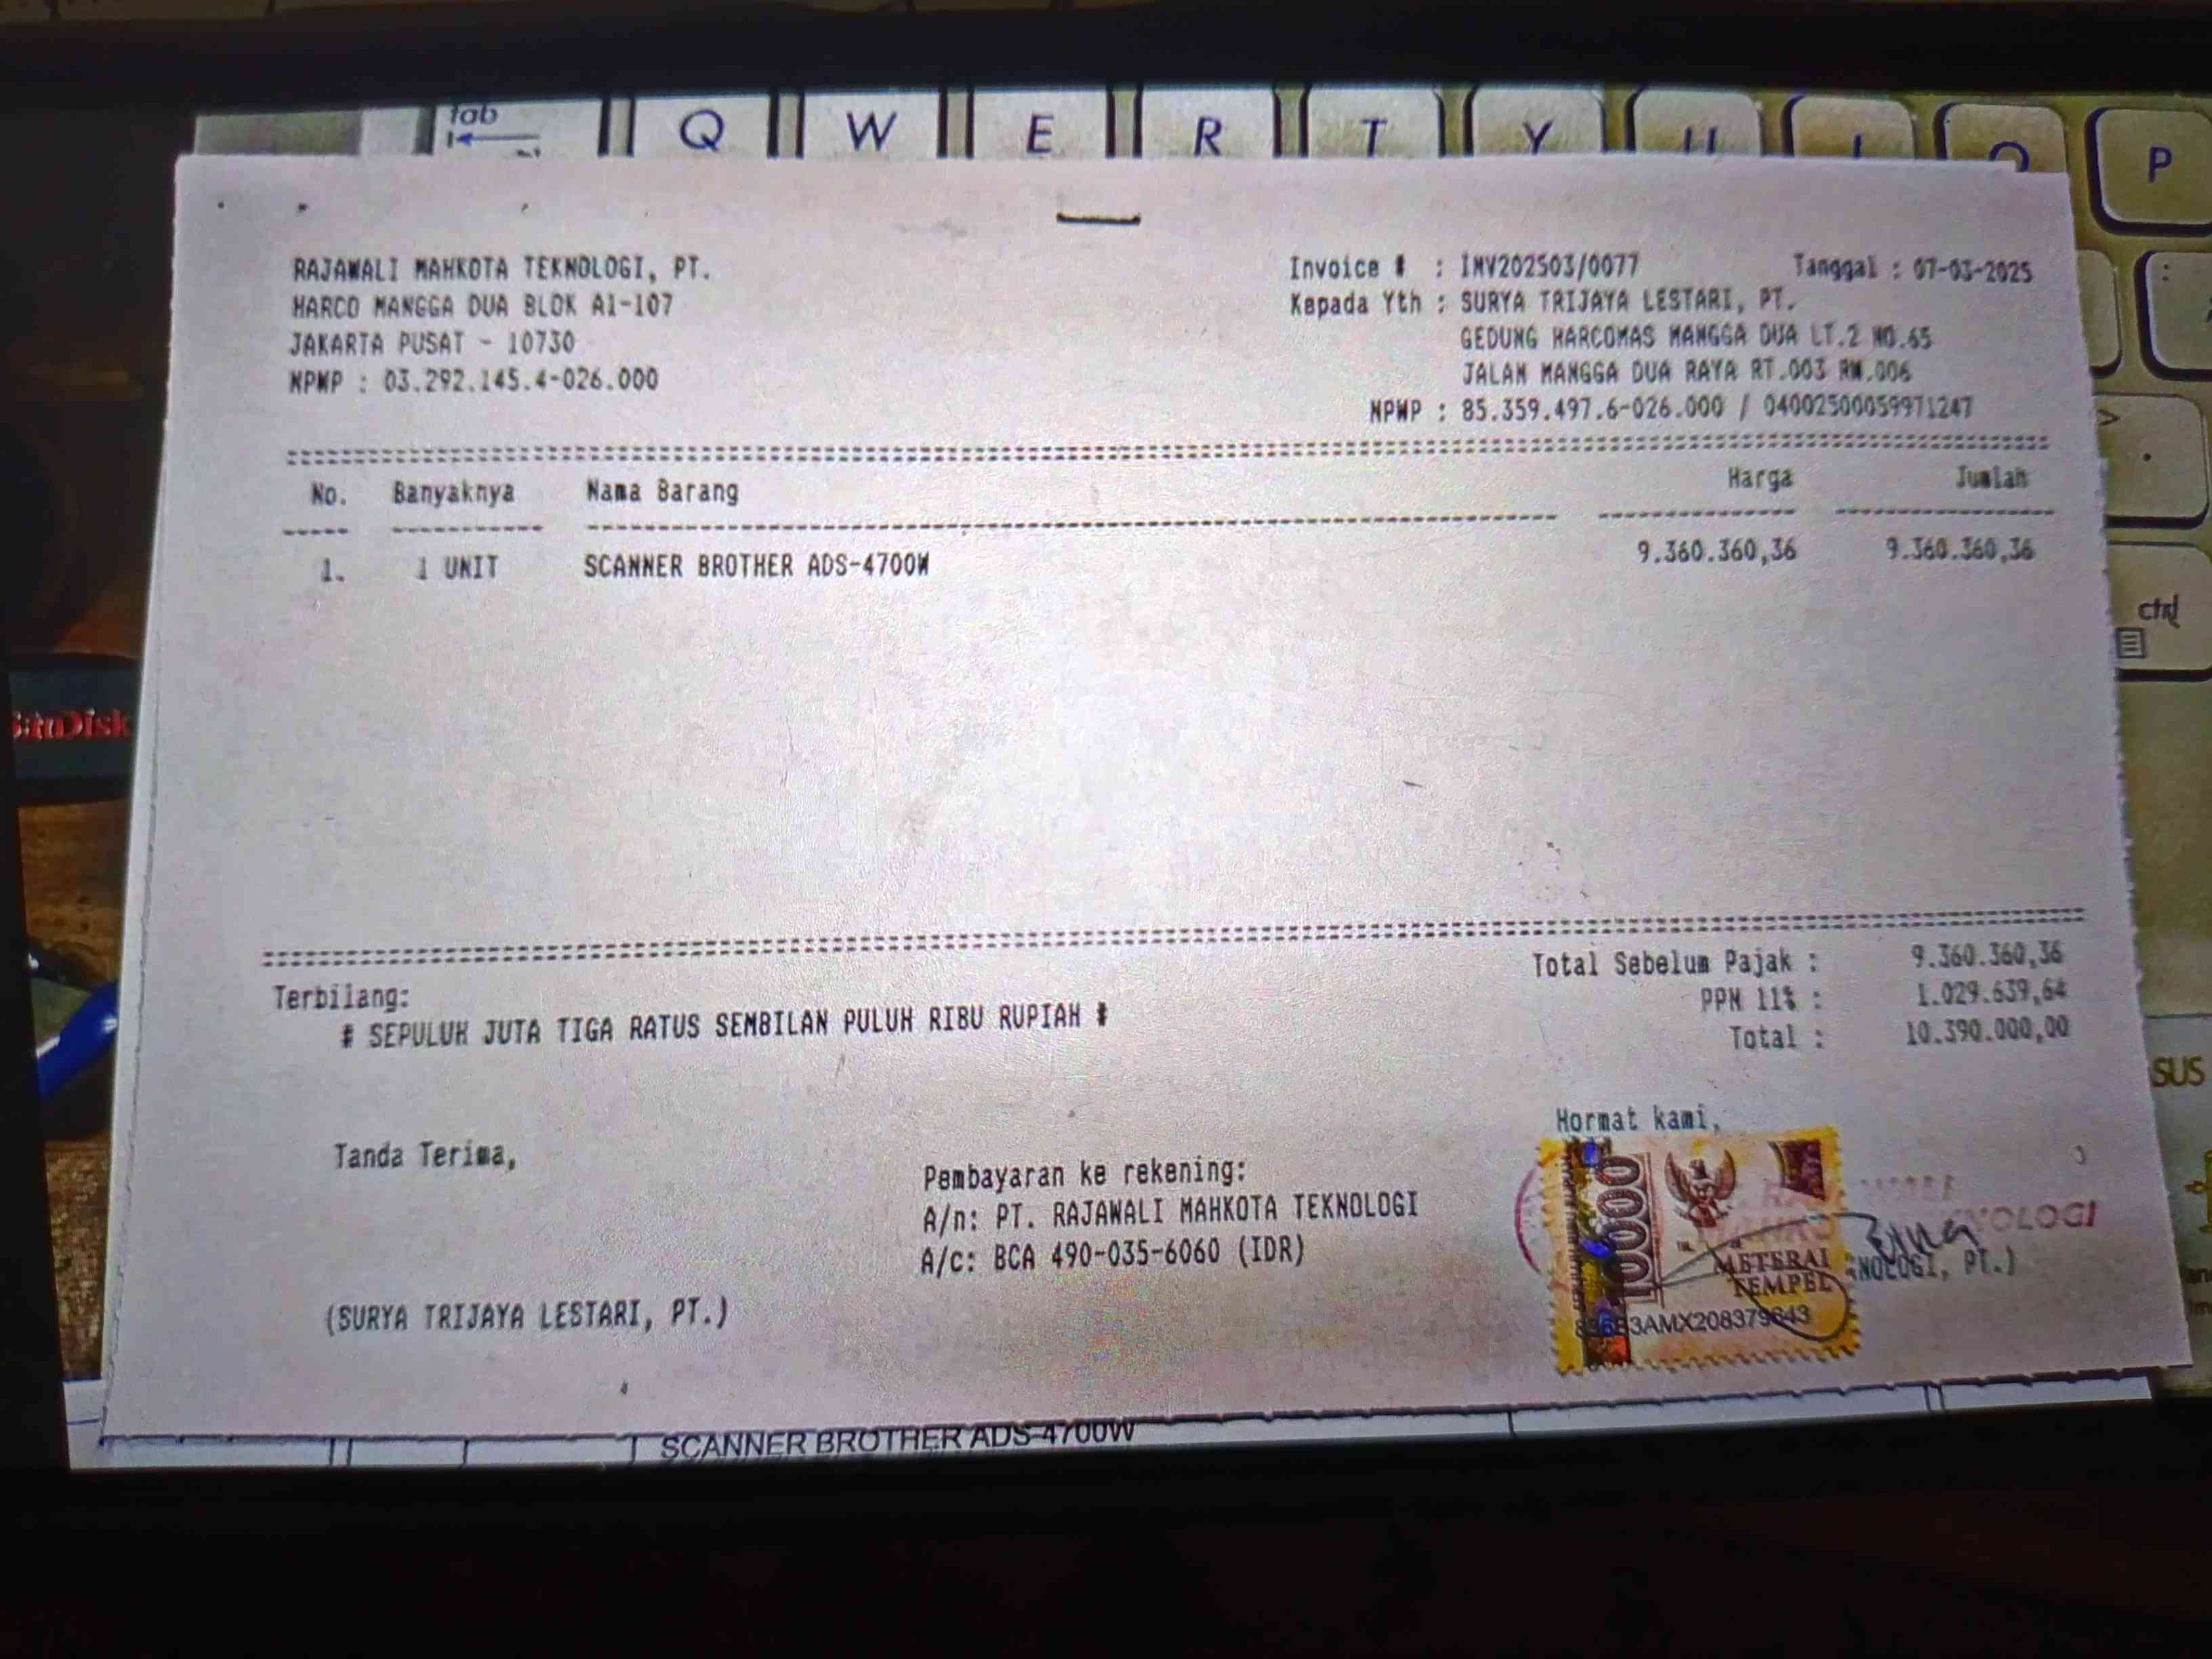 tab
Q W E R T Y U I O P
RAJAWALI MAHKOTA TEKNOLOGI, PT.
HARCO MANGGA DUA BLOK A1-107
JAKARTA PUSAT - 10730
NPWP : 03.292.145.4-026.000
Invoice # : INV202503/0077 Tanggal : 07-03-2025
Kepada Yth : SURYA TRIJAYA LESTARI, PT.
GEDUNG HARCOMAS MANGGA DUA LT.2 NO.65
JALAN MANGGA DUA RAYA RT.003 RW.006
NPWP : 85.359.497.6-026.000 / 04002500059971247
No. Banyaknya Nama Barang Harga Jumlah
1. 1 UNIT SCANNER BROTHER ADS-4700W 9.360.360,36 9.360.360,36
ctrl
SanDisk
Total Sebelum Pajak : 9.360.360,36
PPN 11% : 1.029.639,64
Total : 10.390.000,00
Terbilang:
# SEPULUH JUTA TIGA RATUS SEMBILAN PULUH RIBU RUPIAH #
SUS
Tanda Terima,
(SURYA TRIJAYA LESTARI, PT.)
Pembayaran ke rekening:
A/n: PT. RAJAWALI MAHKOTA TEKNOLOGI
A/c: BCA 490-035-6060 (IDR)
Hormat kami,
10000
METERAI
TEMPEL
3AMX208379643
NOLOGI
NOLOGI, PT.)
SCANNER BROTHER ADS-4700W